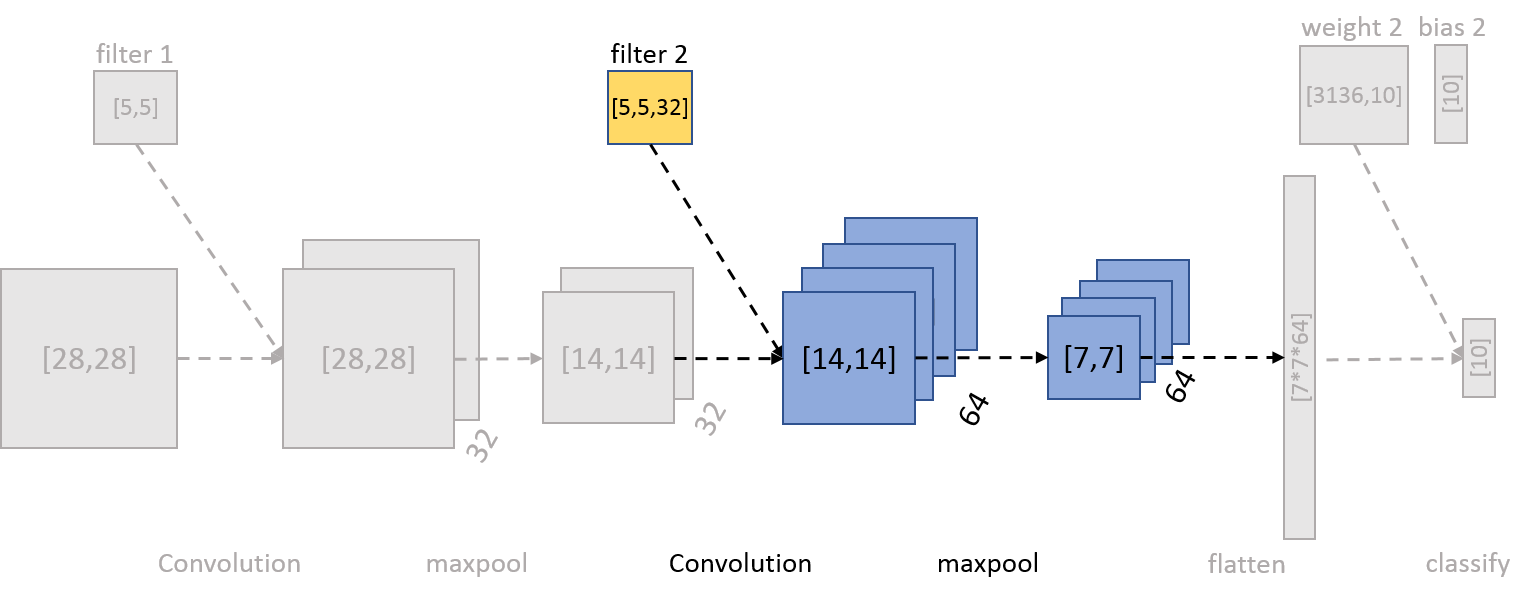 filter 1
[5,5]
filter 2
[5,5,32]
weight 2
[3136,10]
bias 2
[10]
[28,28]
[28,28]
32
[14,14]
32
[14,14]
64
[7,7]
64
[7*7*64]
[10]
Convolution
maxpool
Convolution
maxpool
flatten
classify